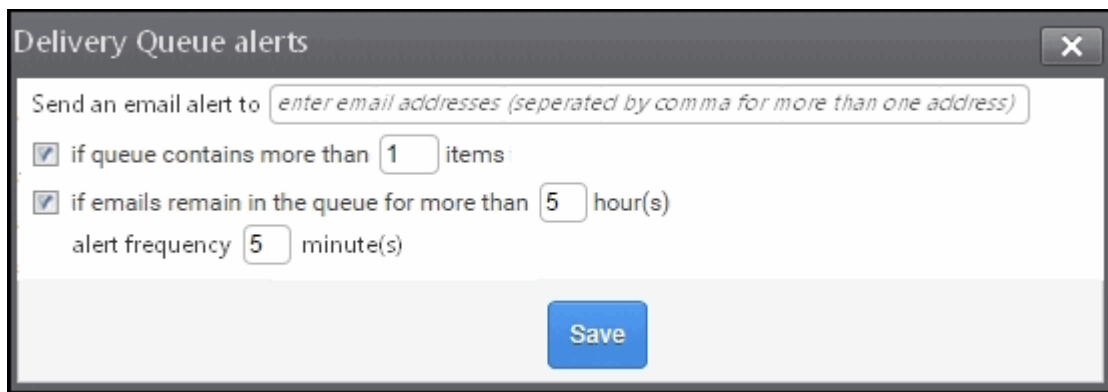 Delivery Queue alerts
Send an email alert to enter email addresses (seperated by comma for more than one address)
if queue contains more than 1 items
if emails remain in the queue for more than 5 hour(s)
alert frequency 5 minute(s)
Save